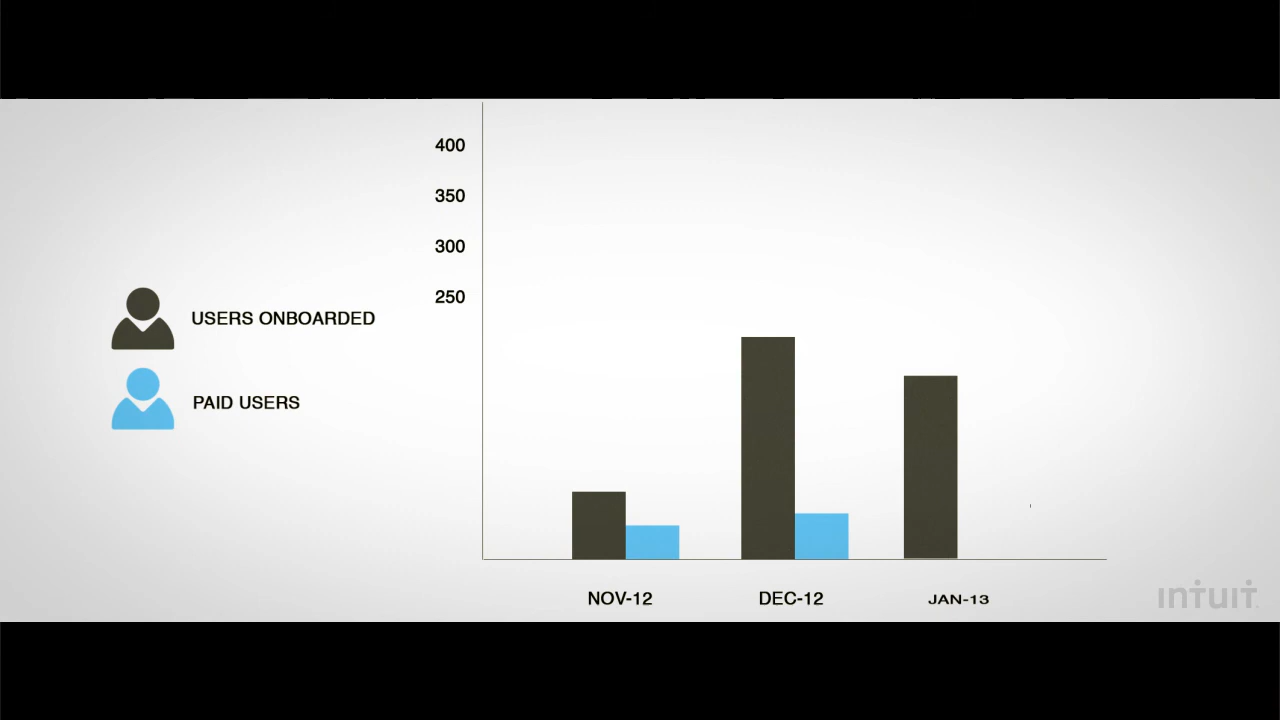 400
350
300
250
USERS ONBOARDED
PAID USERS
NOV-12
DEC-12
JAN-13
intuit